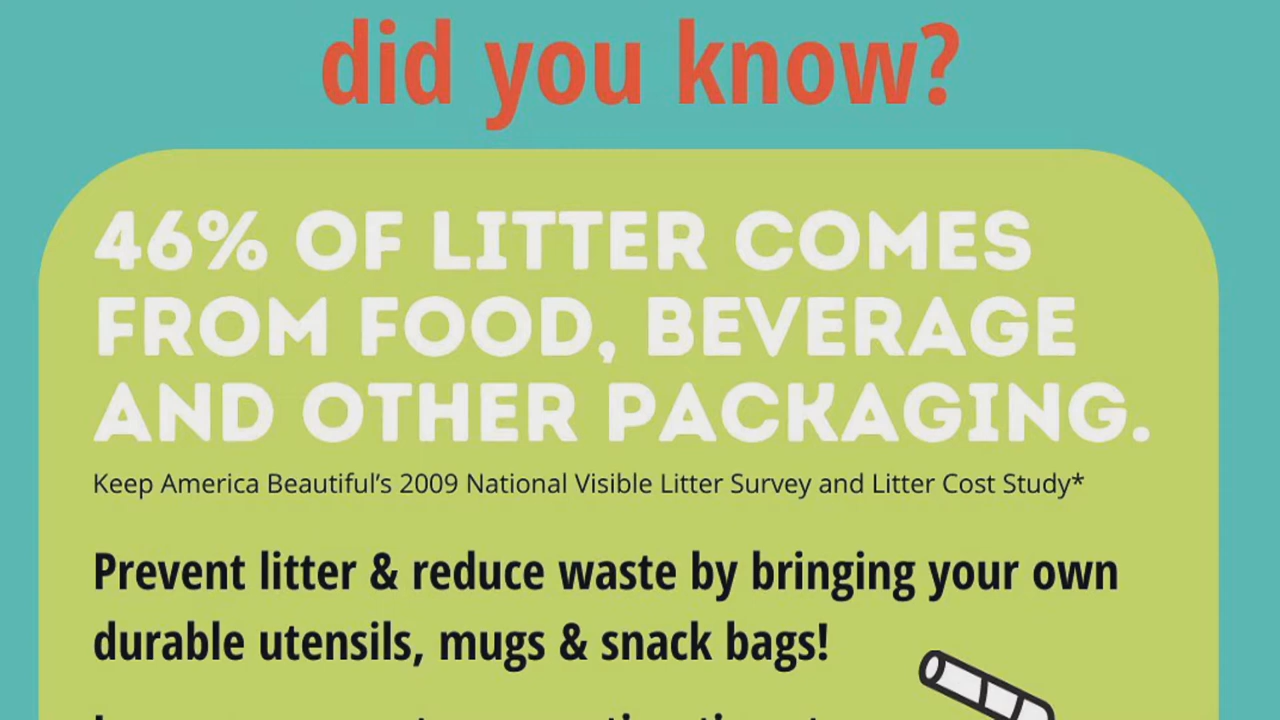 did you know?
46% OF LITTER COMES
FROM FOOD, BEVERAGE
AND OTHER PACKAGING.
Keep America Beautiful's 2009 National Visible Litter Survey and Litter Cost Study*
Prevent litter & reduce waste by bringing your own
durable utensils, mugs & snack bags!